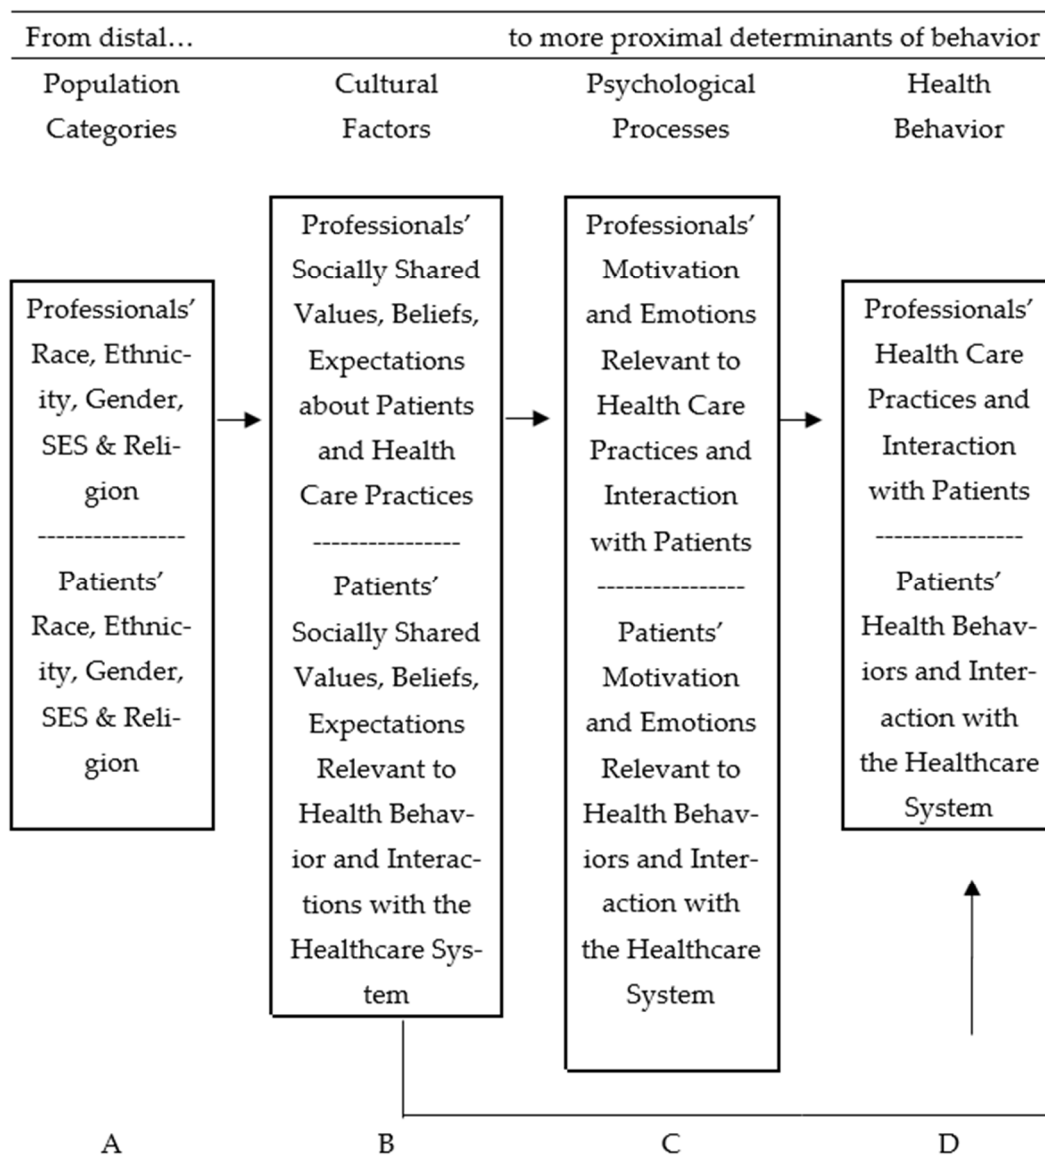 From distal… to more proximal determinants of behavior
Population
Categories
Cultural
Factors
Psychological
Processes
Health
Behavior
Professionals’
Race, Ethnic-
ity, Gender,
SES & Reli-
gion
----------------
Patients’
Race, Ethnic-
ity, Gender,
SES & Reli-
gion
Professionals’
Socially Shared
Values, Beliefs,
Expectations
about Patients
and Health
Care Practices
----------------
Patients’
Socially Shared
Values, Beliefs,
Expectations
Relevant to
Health Behav-
ior and Interac-
tions with the
Healthcare Sys-
tem
Professionals’
Motivation
and Emotions
Relevant to
Health Care
Practices and
Interaction
with Patients
----------------
Patients’
Motivation
and Emotions
Relevant to
Health Behav-
iors and Inter-
action with
the Healthcare
System
Professionals’
Health Care
Practices and
Interaction
with Patients
----------------
Patients’
Health Behav-
iors and Inter-
action with
the Healthcare
System
A B C D